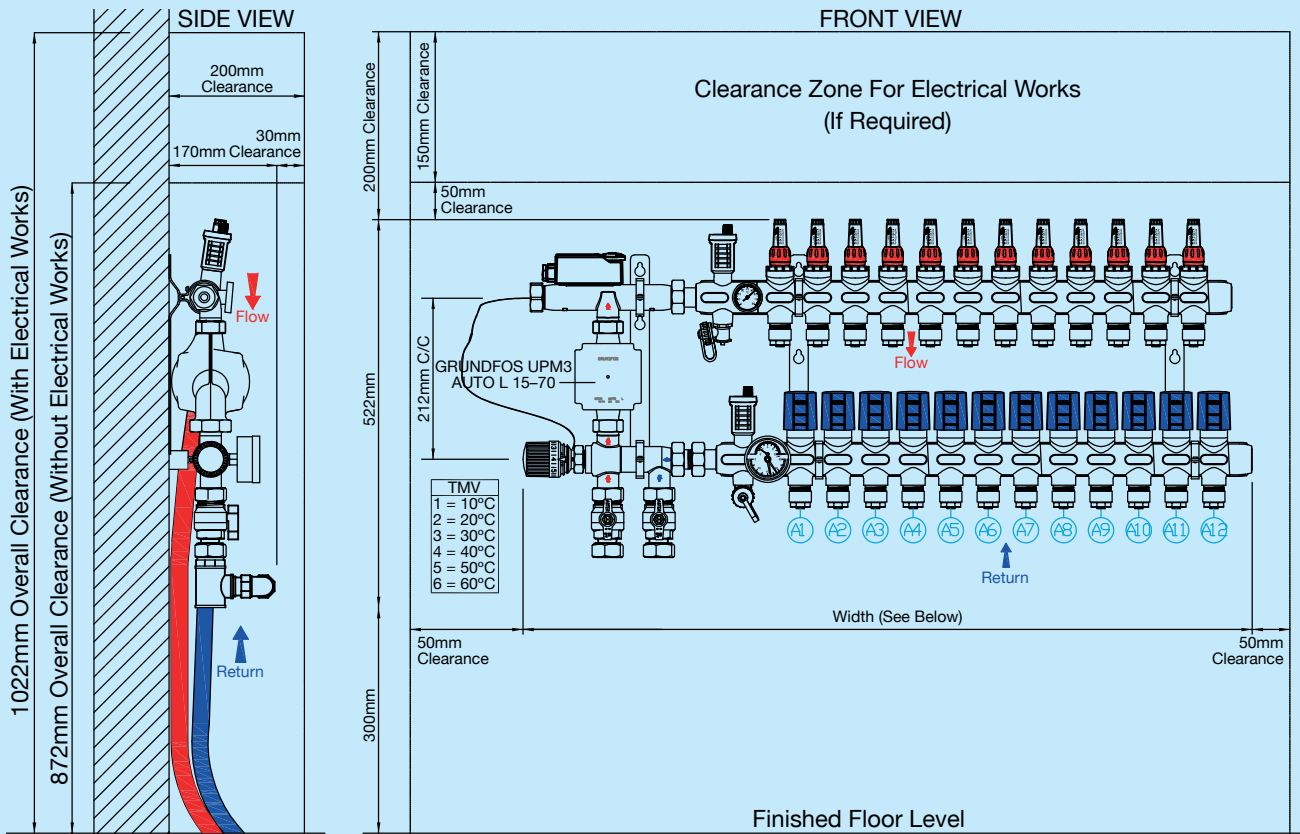 SIDE VIEW
FRONT VIEW
200mm
Clearance
30mm
170mm Clearance
1022mm Overall Clearance (With Electrical Works)
872mm Overall Clearance (Without Electrical Works)
Flow
Return
200mm Clearance
150mm Clearance
Clearance Zone For Electrical Works
(If Required)
50mm
Clearance
522mm
212m C/C
GRUNDFOS
GRUNDFOS UPM3
AUTO L 15–70
Flow
TMV
1 = 10ºC
2 = 20ºC
3 = 30ºC
4 = 40ºC
5 = 50ºC
6 = 60ºC
A1
A2
A3
A4
A5
A6
A7
A8
A9
A10
A11
A12
Return
Width (See Below)
50mm
Clearance
50mm
Clearance
300mm
Finished Floor Level